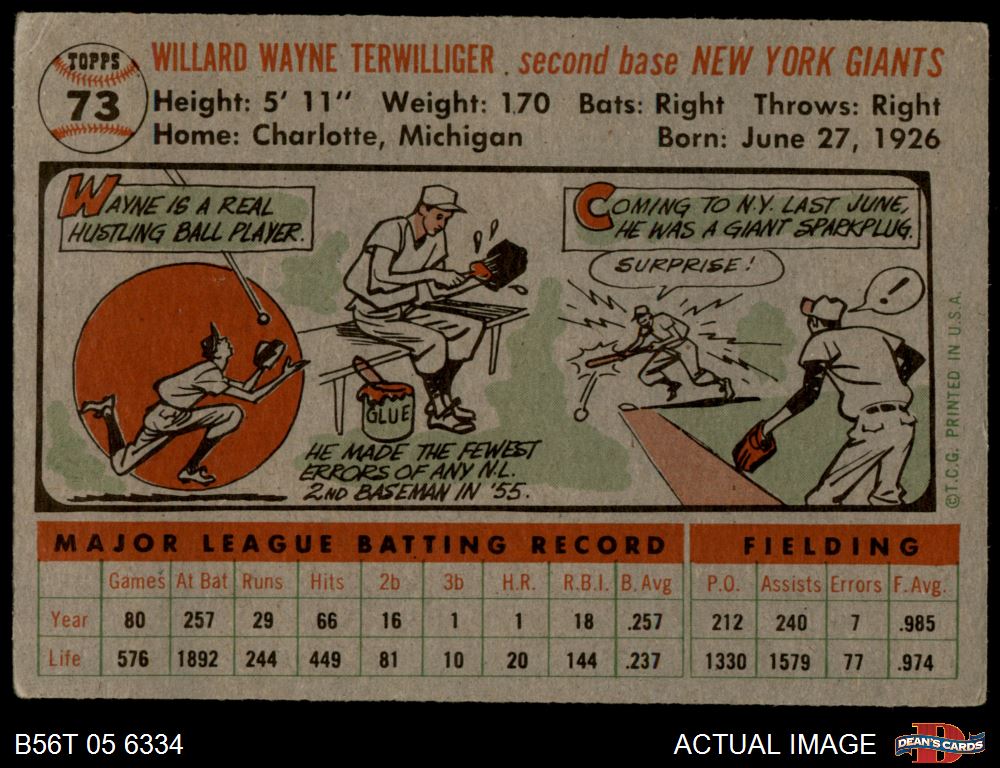 TOPPS
73
WILLARD WAYNE TERWILLIGER second base NEW YORK GIANTS
Height: 5' 11" Weight: 170 Bats: Right Throws: Right
Home: Charlotte, Michigan Born: June 27, 1926
WAYNE IS A REAL
HUSTLING BALL PLAYER.
GLUE
HE MADE THE FEWEST
ERRORS OF ANY N.L.
2ND BASEMAN IN '55.
COMING TO N.Y. LAST JUNE,
HE WAS A GIANT SPARKPLUG.
SURPRISE!
!
©T.C.G. PRINTED IN U.S.A.
MAJOR LEAGUE BATTING RECORD FIELDING
Games At Bat Runs Hits 2b 3b H.R. R.B.I. B. Avg P.O. Assists Errors F. Avg.
Year 80 257 29 66 16 1 1 18 .257 212 240 7 .985
Life 576 1892 244 449 81 10 20 144 .237 1330 1579 77 .974
B56T 05 6334 ACTUAL IMAGE D DEAN'S CARDS